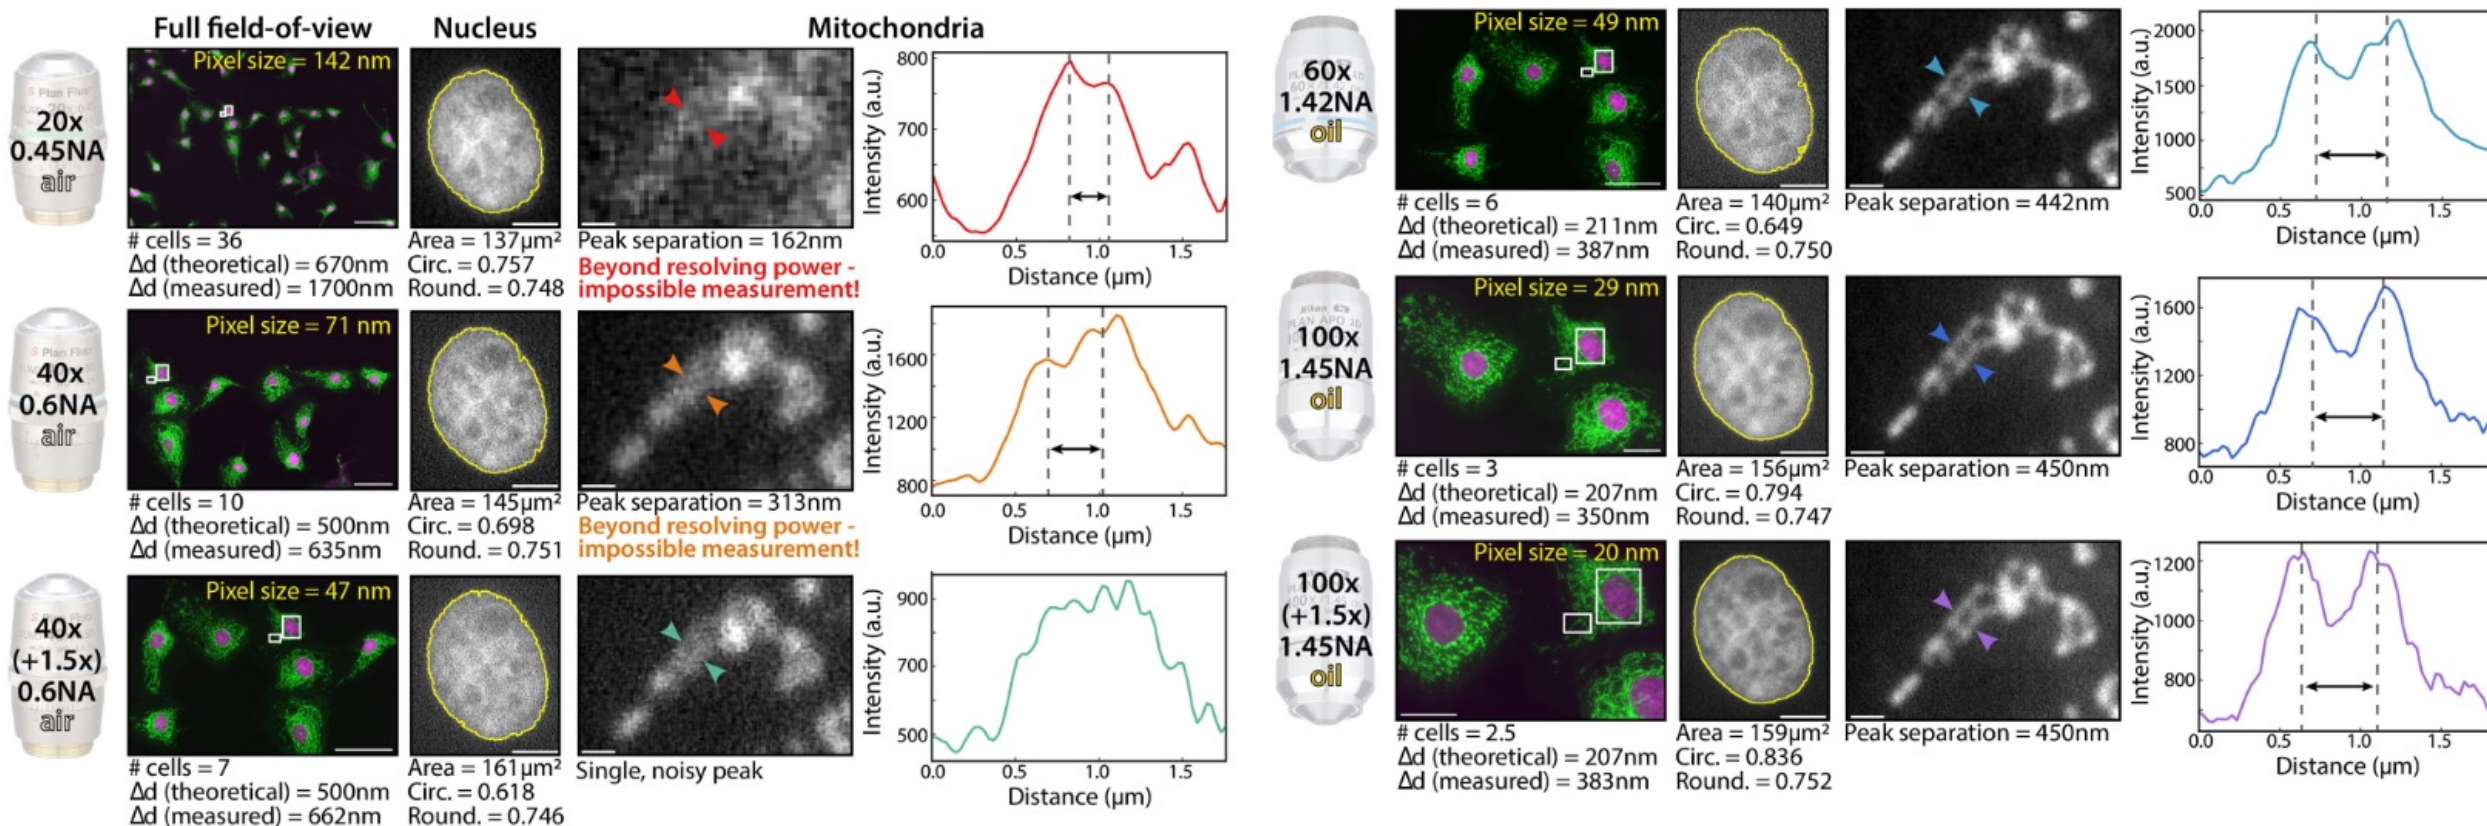 Full field-of-view
Nucleus
Mitochondria
20x
0.45NA
air
Pixel size = 142 nm
# cells = 36
Δd (theoretical) = 670nm
Δd (measured) = 1700nm
Area = 137µm²
Circ. = 0.757
Round. = 0.748
Peak separation = 162nm
Beyond resolving power -
impossible measurement!
Intensity (a.u.)
800
700
600
0.0 0.5 1.0 1.5
Distance (µm)
40x
0.6NA
air
Pixel size = 71 nm
# cells = 10
Δd (theoretical) = 500nm
Δd (measured) = 635nm
Area = 145µm²
Circ. = 0.698
Round. = 0.751
Peak separation = 313nm
Beyond resolving power -
impossible measurement!
Intensity (a.u.)
1600
1200
800
0.0 0.5 1.0 1.5
Distance (µm)
40x
(+1.5x)
0.6NA
air
Pixel size = 47 nm
# cells = 7
Δd (theoretical) = 500nm
Δd (measured) = 662nm
Area = 161µm²
Circ. = 0.618
Round. = 0.746
Single, noisy peak
Intensity (a.u.)
900
700
500
0.0 0.5 1.0 1.5
Distance (µm)
60x
1.42NA
oil
Pixel size = 49 nm
# cells = 6
Δd (theoretical) = 211nm
Δd (measured) = 387nm
Area = 140µm²
Circ. = 0.649
Round. = 0.750
Peak separation = 442nm
Intensity (a.u.)
2000
1500
1000
500
0.0 0.5 1.0 1.5
Distance (µm)
100x
1.45NA
oil
Pixel size = 29 nm
# cells = 3
Δd (theoretical) = 207nm
Δd (measured) = 350nm
Area = 156µm²
Circ. = 0.794
Round. = 0.747
Peak separation = 450nm
Intensity (a.u.)
1600
1200
800
0.0 0.5 1.0 1.5
Distance (µm)
100x
(+1.5x)
1.45NA
oil
Pixel size = 20 nm
# cells = 2.5
Δd (theoretical) = 207nm
Δd (measured) = 383nm
Area = 159µm²
Circ. = 0.836
Round. = 0.752
Peak separation = 450nm
Intensity (a.u.)
1200
1000
800
0.0 0.5 1.0 1.5
Distance (µm)